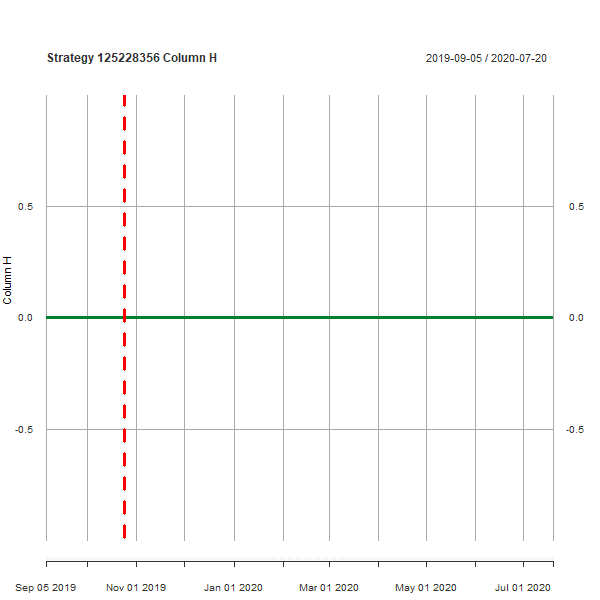 Strategy 125228356 Column H
2019-09-05 / 2020-07-20
0.5
0.5
Column H
0.0
0.0
-0.5
-0.5
Sep 05 2019
Nov 01 2019
Jan 01 2020
Mar 01 2020
May 01 2020
Jul 01 2020